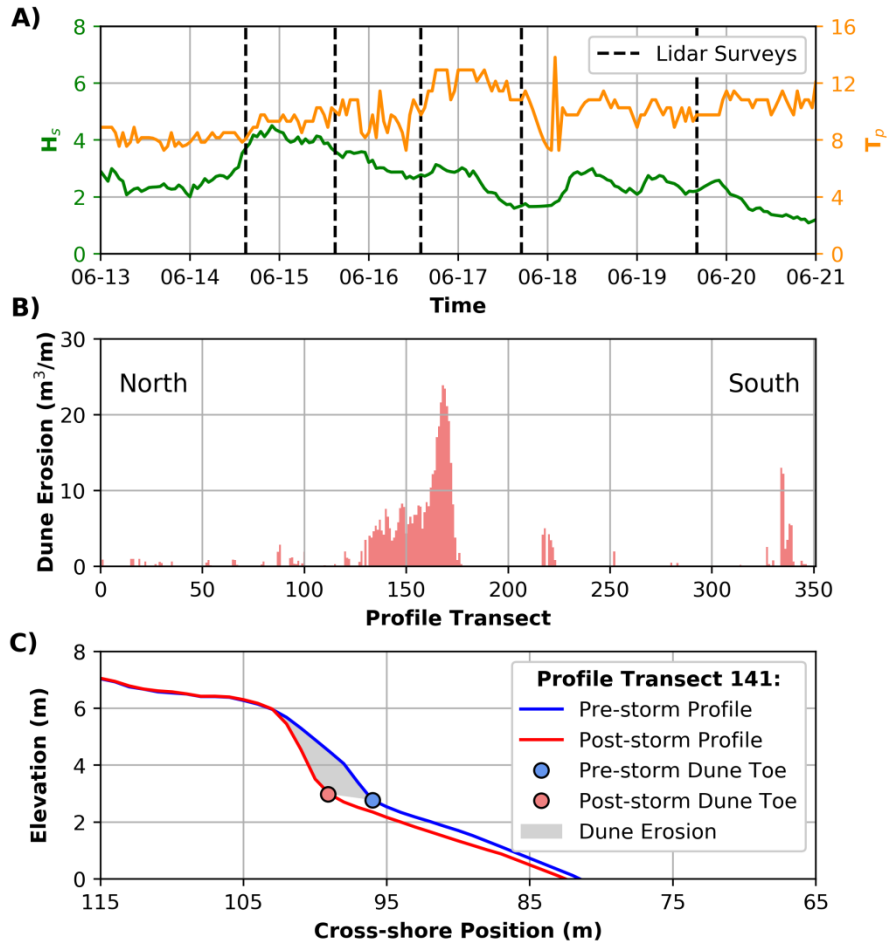 A)
8
6
4
2
0
H_s
16
12
8
4
0
T_p
Lidar Surveys
06-13 06-14 06-15 06-16 06-17 06-18 06-19 06-20 06-21
Time
B)
30
20
10
0
Dune Erosion (m³/m)
North
South
0 50 100 150 200 250 300 350
Profile Transect
C)
8
6
4
2
0
Elevation (m)
Profile Transect 141:
Pre-storm Profile
Post-storm Profile
Pre-storm Dune Toe
Post-storm Dune Toe
Dune Erosion
115 105 95 85 75 65
Cross-shore Position (m)